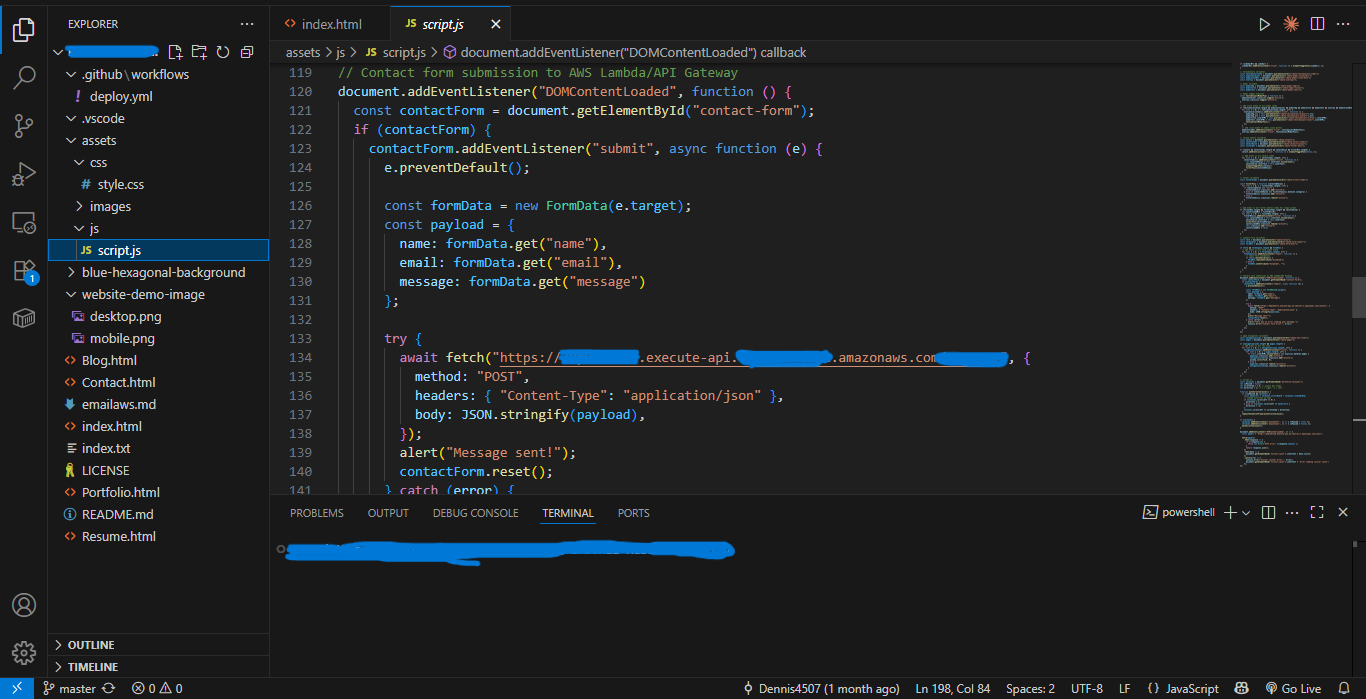 EXPLORER
.github\workflows
deploy.yml
.vscode
assets
css
# style.css
images
js
JS script.js
blue-hexagonal-background
website-demo-image
desktop.png
mobile.png
<> Blog.html
<> Contact.html
emailaws.md
<> index.html
index.txt
LICENSE
<> Portfolio.html
README.md
<> Resume.html
OUTLINE
TIMELINE
1
<> index.html
JS script.js
assets > js > JS script.js > document.addEventListener("DOMContentLoaded") callback
119 // Contact form submission to AWS Lambda/API Gateway
120 document.addEventListener("DOMContentLoaded", function () {
121 const contactForm = document.getElementById("contact-form");
122 if (contactForm) {
123 contactForm.addEventListener("submit", async function (e) {
124 e.preventDefault();
125
126 const formData = new FormData(e.target);
127 const payload = {
128 name: formData.get("name"),
129 email: formData.get("email"),
130 message: formData.get("message")
131 };
132
133 try {
134 await fetch("https:// .execute-api. .amazonaws.com , {
135 method: "POST",
136 headers: { "Content-Type": "application/json" },
137 body: JSON.stringify(payload),
138 });
139 alert("Message sent!");
140 contactForm.reset();
141 } catch (error) {
PROBLEMS OUTPUT DEBUG CONSOLE TERMINAL PORTS
powershell
master
0 0
Dennis4507 (1 month ago) Ln 198, Col 84 Spaces: 2 UTF-8 LF {} JavaScript Go Live